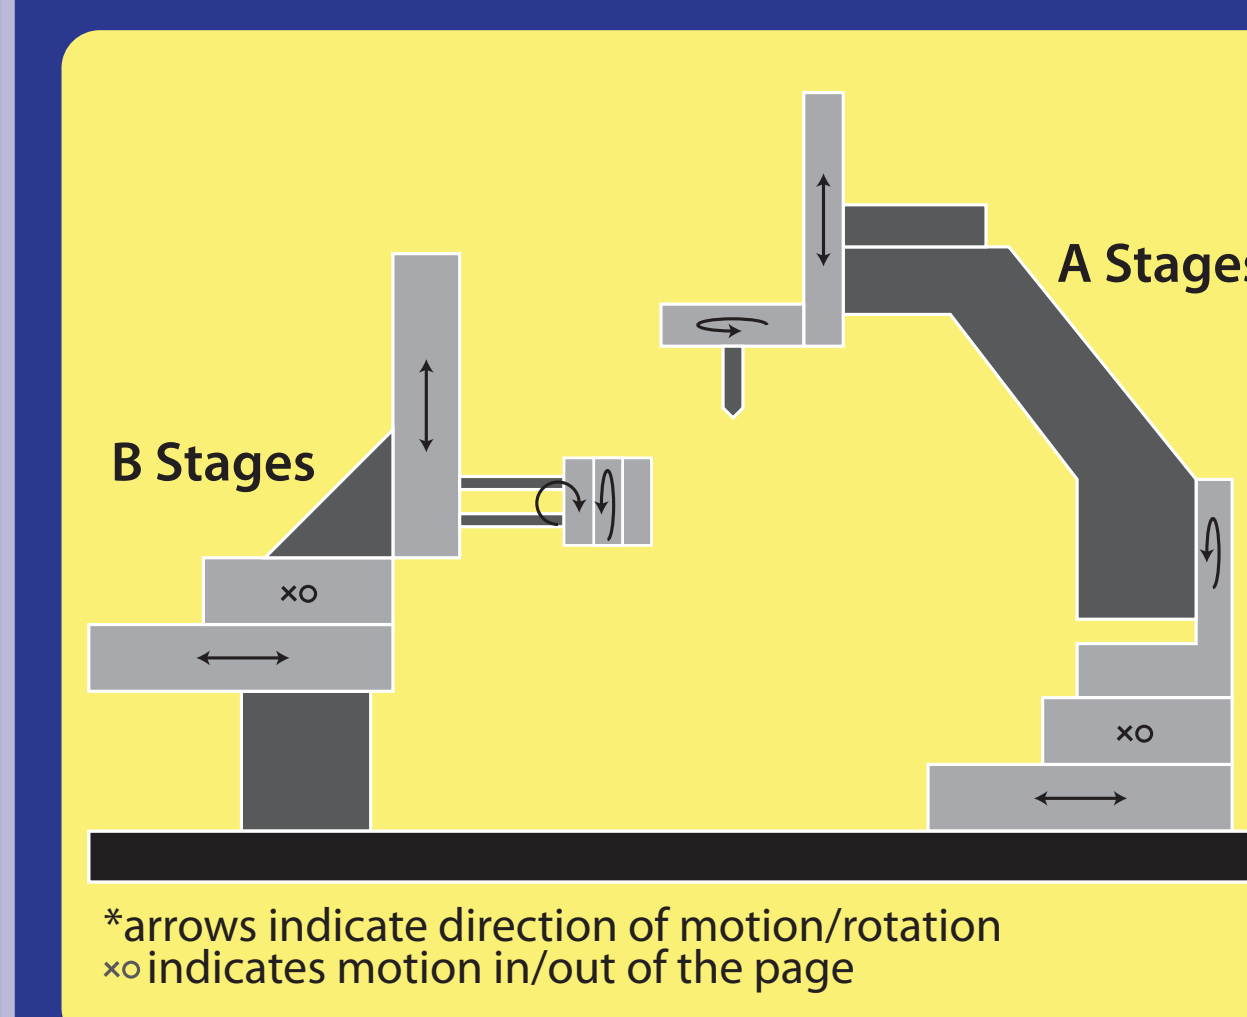 A Stages
B Stages
×○
×○
*arrows indicate direction of motion/rotation
×○ indicates motion in/out of the page